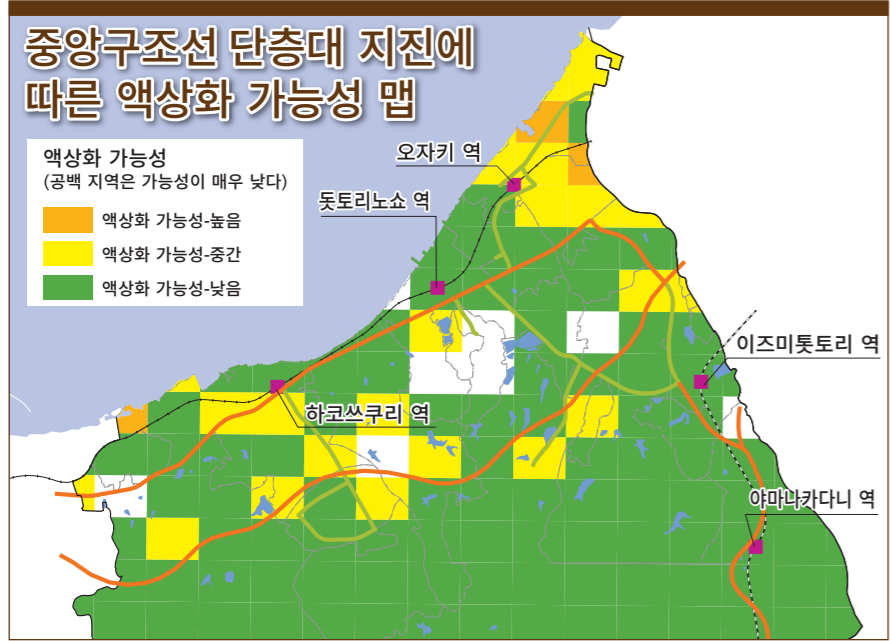 중앙구조선 단층대 지진에
따른 액상화 가능성 맵
액상화 가능성
(공백 지역은 가능성이 매우 낮다)
액상화 가능성-높음
액상화 가능성-중간
액상화 가능성-낮음
오자키 역
돗토리노쇼 역
이즈미톳토리 역
하코쓰쿠리 역
야마나카다니 역